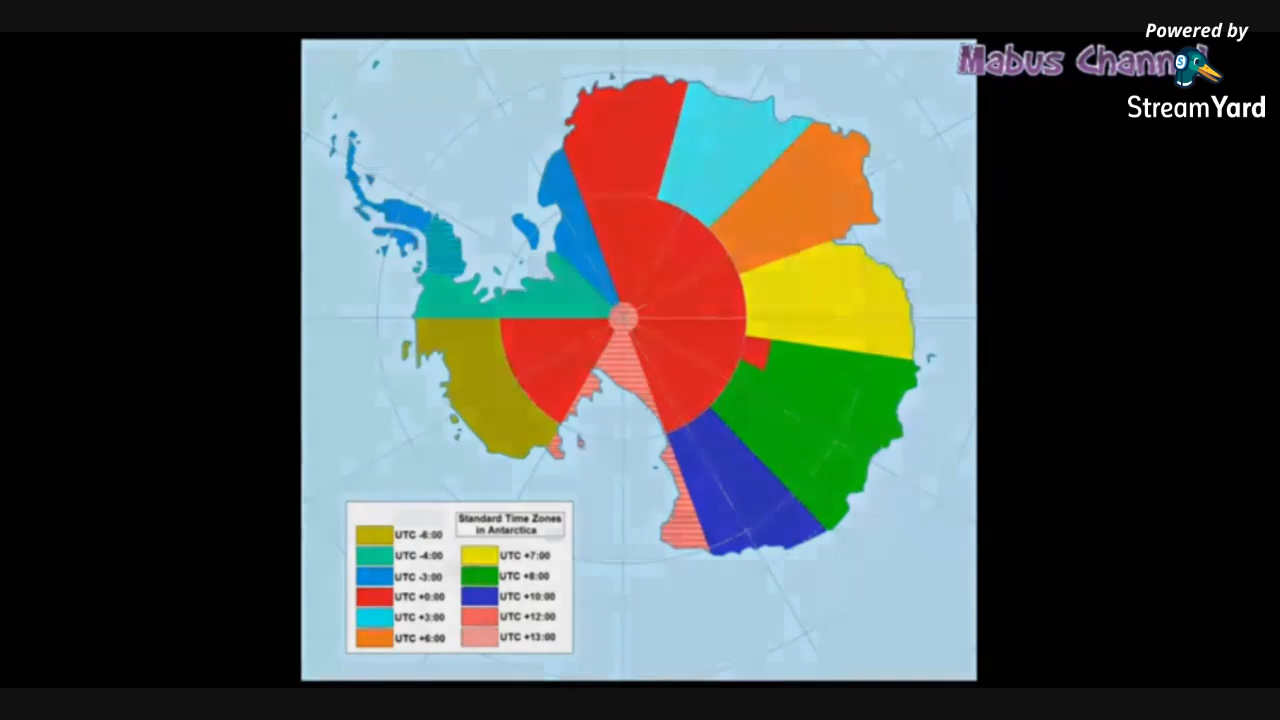 Powered by
Mabus Chann
StreamYard
Standard Time Zones
in Antarctica
UTC -6:00
UTC -4:00
UTC -3:00
UTC +0:00
UTC +3:00
UTC +6:00
UTC +7:00
UTC +8:00
UTC +10:00
UTC +12:00
UTC +13:00